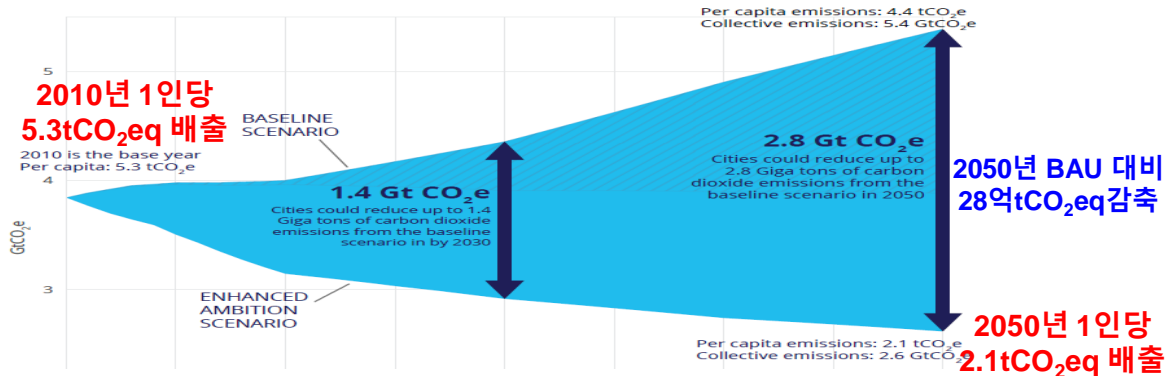 Per capita emissions: 4.4 tCO₂e
Collective emissions: 5.4 GtCO₂e
5
2010년 1인당
5.3tCO₂eq 배출
BASELINE
SCENARIO
2010 is the base year
Per capita: 5.3 tCO₂e
4
2.8 Gt CO₂e
Cities could reduce up to
2.8 Giga tons of carbon
dioxide emissions from the
baseline scenario in 2050
2050년 BAU 대비
28억tCO₂eq감축
1.4 Gt CO₂e
Cities could reduce up to 1.4
Giga tons of carbon dioxide
emissions from the baseline
scenario in by 2030
GtCO₂e
3
ENHANCED
AMBITION
SCENARIO
Per capita emissions: 2.1 tCO₂e
Collective emissions: 2.6 GtCO₂e
2050년 1인당
2.1tCO₂eq 배출